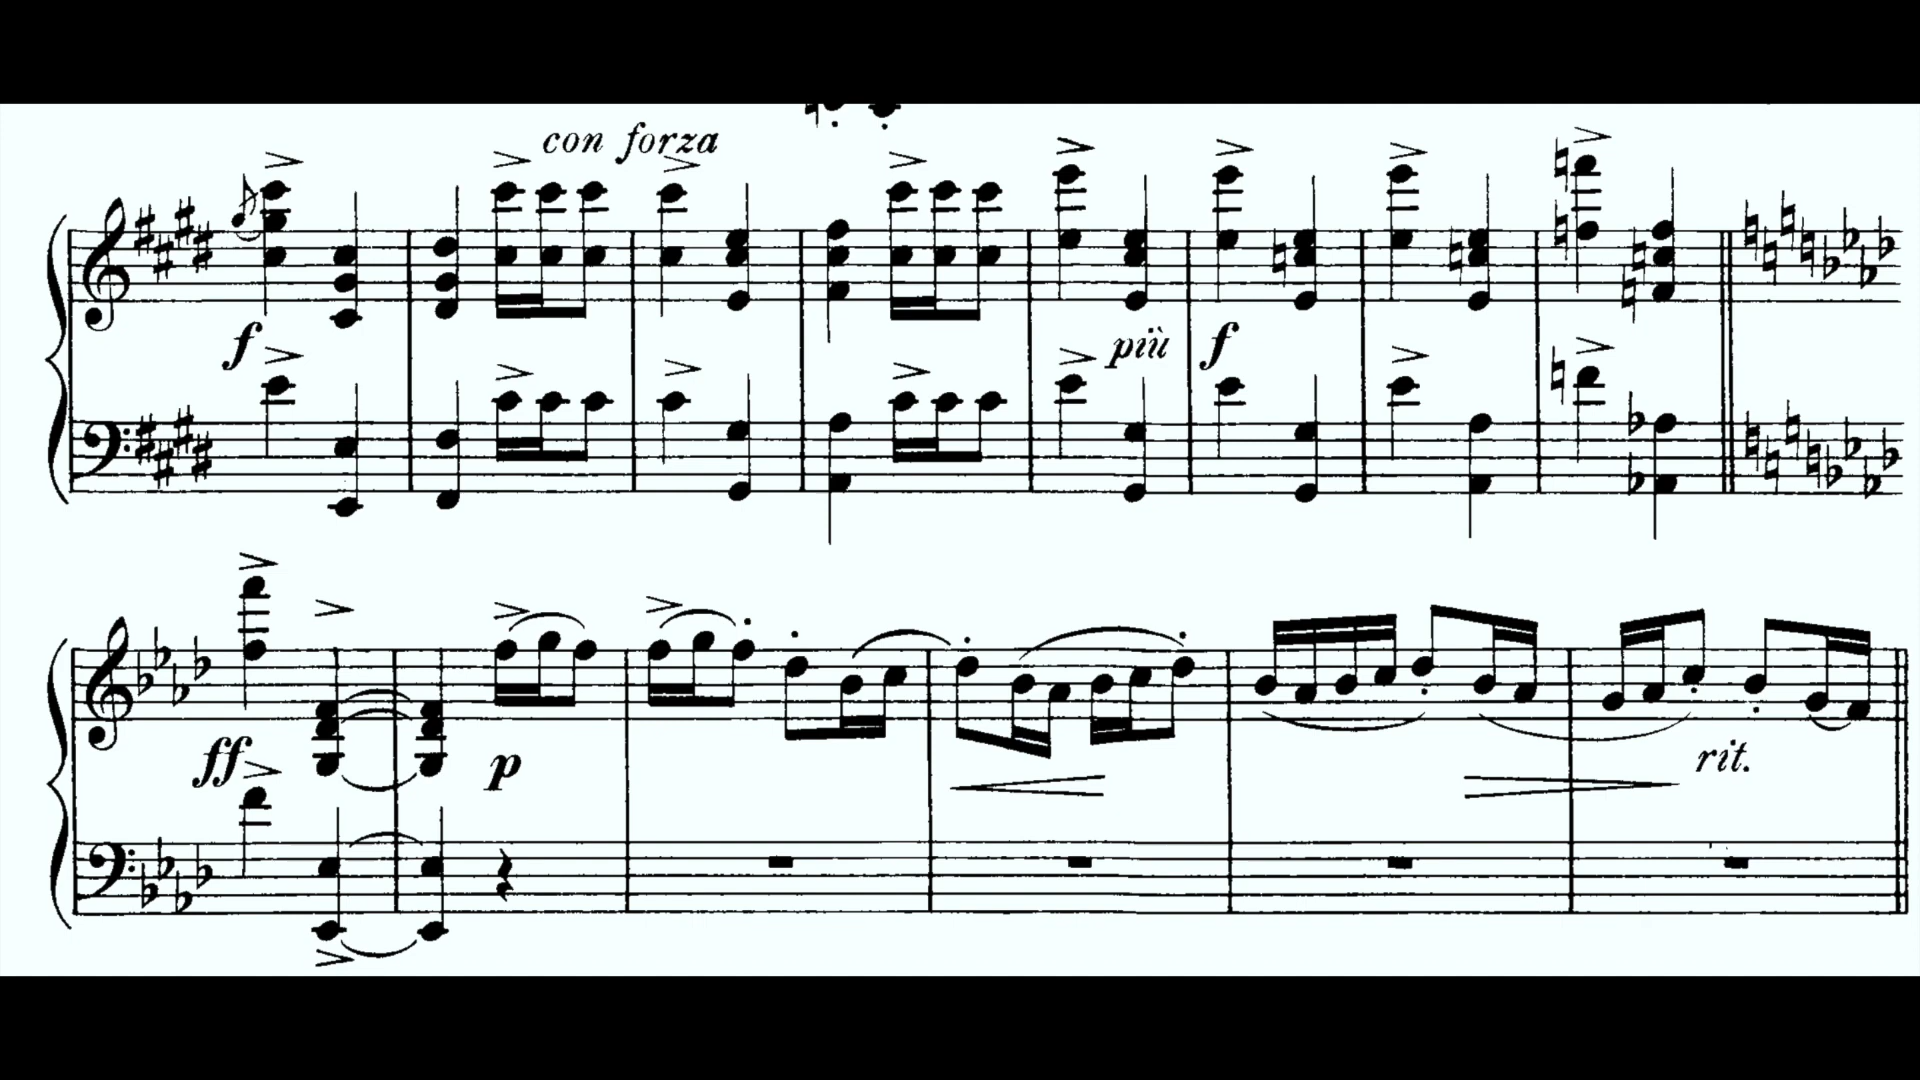 con forza
f
più f
ff
p
rit.